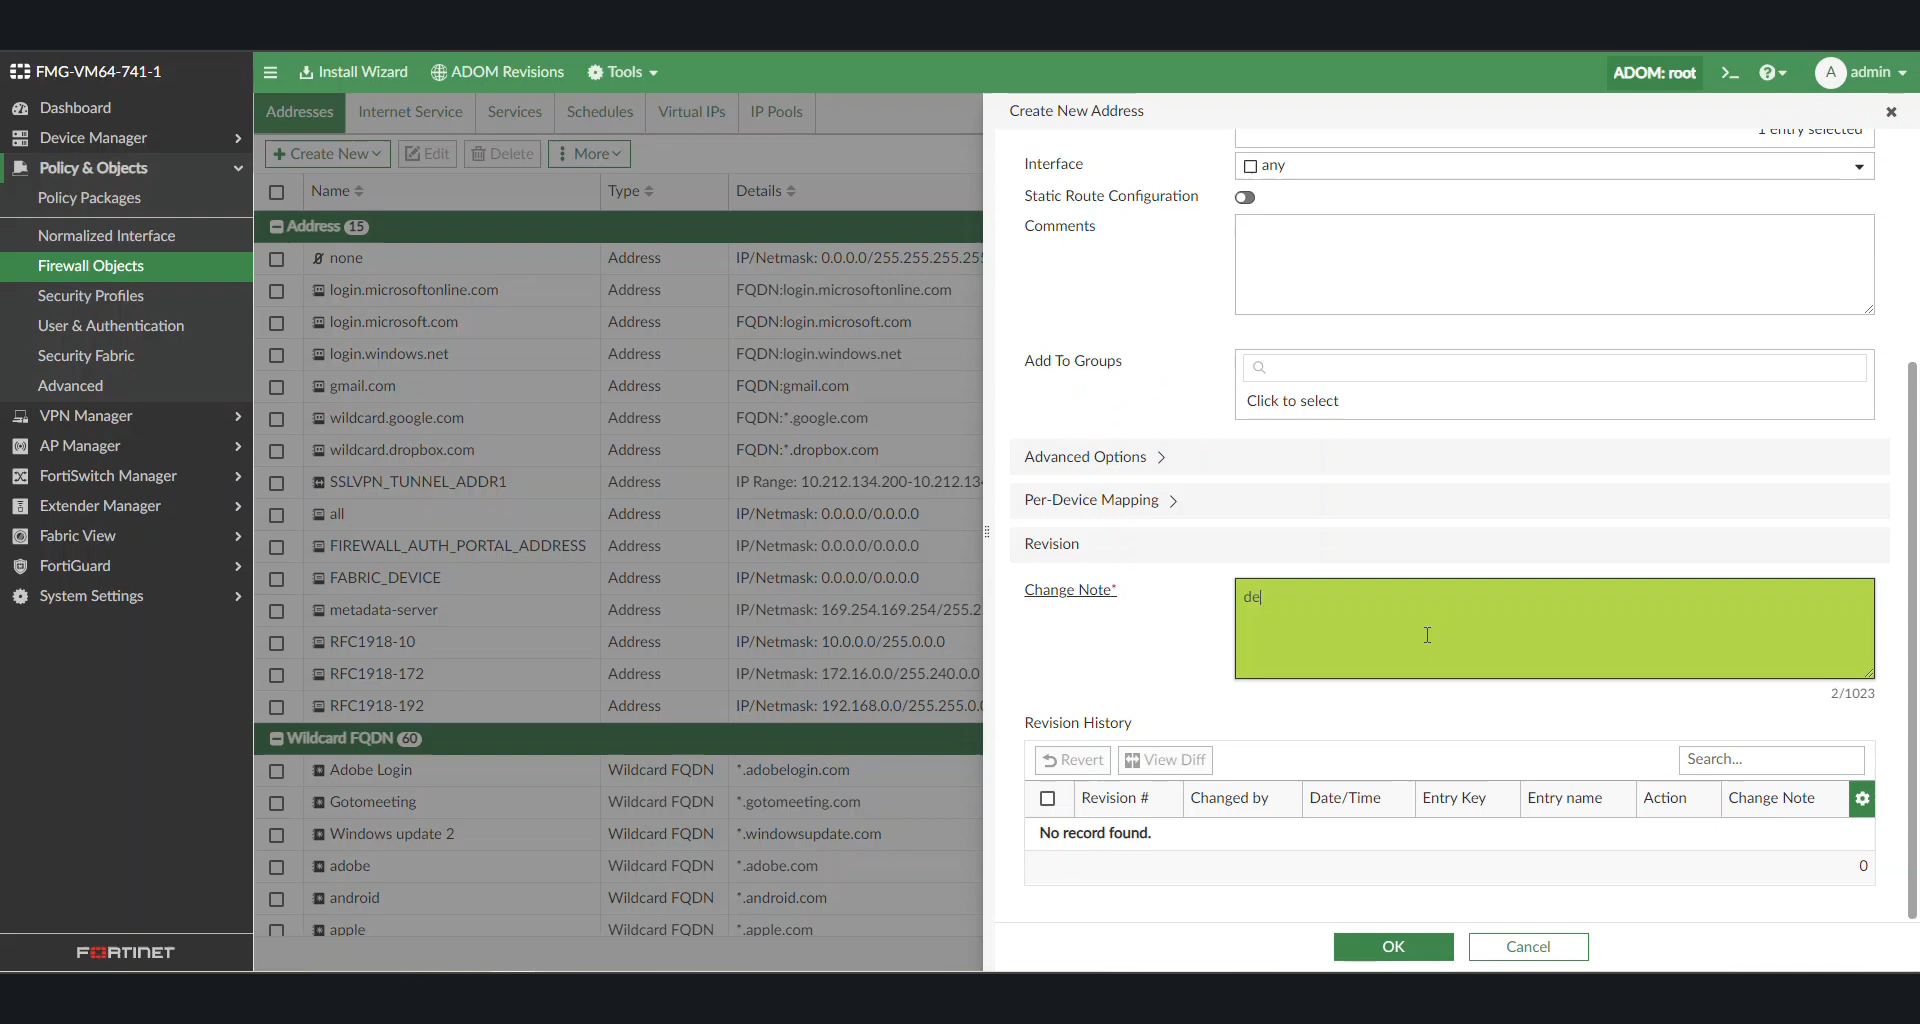 FMG-VM64-741-1
Install Wizard
ADOM Revisions
Tools
ADOM: root
A
admin
Dashboard
Device Manager
Policy & Objects
Policy Packages
Normalized Interface
Firewall Objects
Security Profiles
User & Authentication
Security Fabric
Advanced
VPN Manager
AP Manager
FortiSwitch Manager
Extender Manager
Fabric View
FortiGuard
System Settings
FORTINET
Addresses
Internet Service
Services
Schedules
Virtual IPs
IP Pools
Create New
Edit
Delete
More
Name
Type
Details
Address 15
none
Address
IP/Netmask: 0.0.0.0/255.255.255.255
login.microsoftonline.com
Address
FQDN:login.microsoftonline.com
login.microsoft.com
Address
FQDN:login.microsoft.com
login.windows.net
Address
FQDN:login.windows.net
gmail.com
Address
FQDN:gmail.com
wildcard.google.com
Address
FQDN:*.google.com
wildcard.dropbox.com
Address
FQDN:*.dropbox.com
SSLVPN_TUNNEL_ADDR1
Address
IP Range: 10.212.134.200-10.212.13
all
Address
IP/Netmask: 0.0.0.0/0.0.0.0
FIREWALL_AUTH_PORTAL_ADDRESS
Address
IP/Netmask: 0.0.0.0/0.0.0.0
FABRIC_DEVICE
Address
IP/Netmask: 0.0.0.0/0.0.0.0
metadata-server
Address
IP/Netmask: 169.254.169.254/255.2
RFC1918-10
Address
IP/Netmask: 10.0.0.0/255.0.0.0
RFC1918-172
Address
IP/Netmask: 172.16.0.0/255.240.0.0
RFC1918-192
Address
IP/Netmask: 192.168.0.0/255.255.0.
Wildcard FQDN 60
Adobe Login
Wildcard FQDN
*.adobelogin.com
Gotomeeting
Wildcard FQDN
*.gotomeeting.com
Windows update 2
Wildcard FQDN
*.windowsupdate.com
adobe
Wildcard FQDN
*.adobe.com
android
Wildcard FQDN
*.android.com
apple
Wildcard FQDN
*.apple.com
Create New Address
1 entry selected
Interface
any
Static Route Configuration
Comments
Add To Groups
Click to select
Advanced Options
Per-Device Mapping
Revision
Change Note*
de
2/1023
Revision History
Revert
View Diff
Search...
Revision #
Changed by
Date/Time
Entry Key
Entry name
Action
Change Note
No record found.
0
OK
Cancel